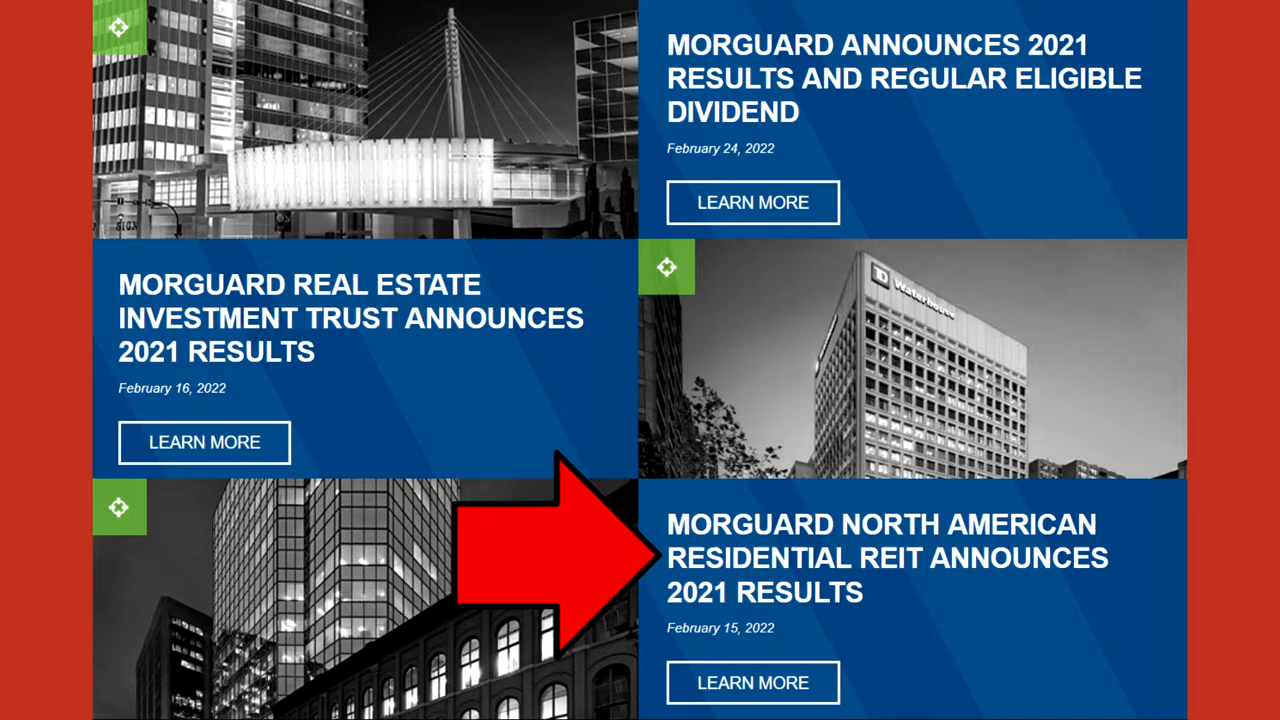 MORGUARD ANNOUNCES 2021
RESULTS AND REGULAR ELIGIBLE
DIVIDEND
February 24, 2022
LEARN MORE
MORGUARD REAL ESTATE
INVESTMENT TRUST ANNOUNCES
2021 RESULTS
February 16, 2022
LEARN MORE
TD Waterhouse
MORGUARD NORTH AMERICAN
RESIDENTIAL REIT ANNOUNCES
2021 RESULTS
February 15, 2022
LEARN MORE